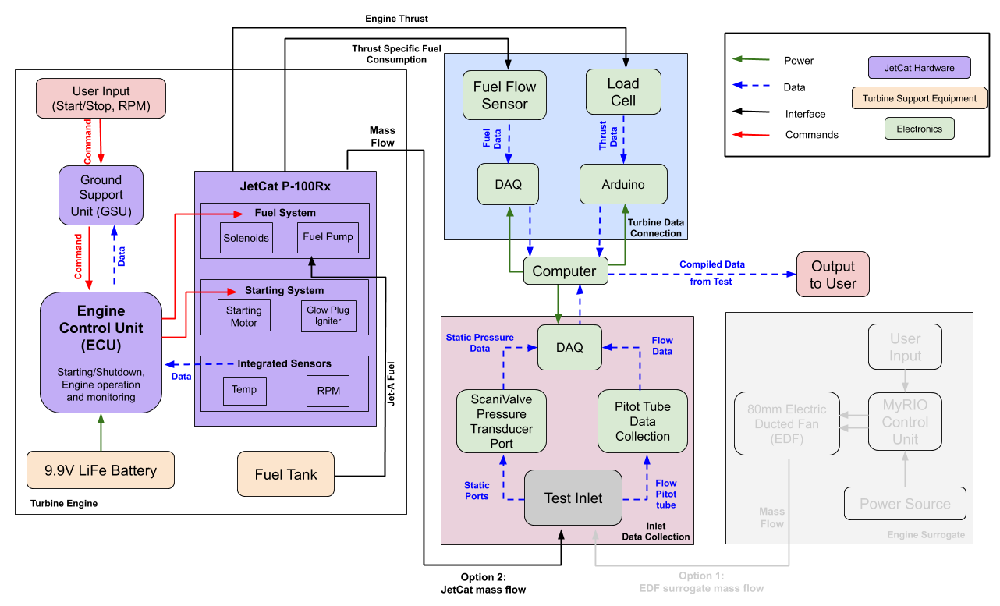 Engine Thrust
Thrust Specific Fuel
Consumption
User Input
(Start/Stop, RPM)
Command
Ground
Support
Unit (GSU)
Command
Data
Engine
Control Unit
(ECU)
Starting/Shutdown,
Engine operation
and monitoring
9.9V LiFe Battery
Turbine Engine
JetCat P-100Rx
Fuel System
Solenoids
Fuel Pump
Starting System
Starting
Motor
Glow Plug
Igniter
Integrated Sensors
Temp
RPM
Data
Jet-A Fuel
Fuel Tank
Mass
Flow
Fuel Flow
Sensor
Load
Cell
Fuel
Data
Thrust
Data
DAQ
Arduino
Turbine Data
Connection
Computer
Compiled Data
from Test
Output
to User
Static Pressure
Data
DAQ
Flow
Data
ScaniValve
Pressure
Transducer
Port
Pitot Tube
Data
Collection
Static
Ports
Test Inlet
Flow
Pitot
tube
Inlet
Data Collection
Option 2:
JetCat mass flow
Option 1:
EDF surrogate mass flow
Power
Data
Interface
Commands
JetCat Hardware
Turbine Support Equipment
Electronics
User
Input
80mm Electric
Ducted Fan
(EDF)
MyRIO
Control
Unit
Power Source
Mass
Flow
Engine Surrogate